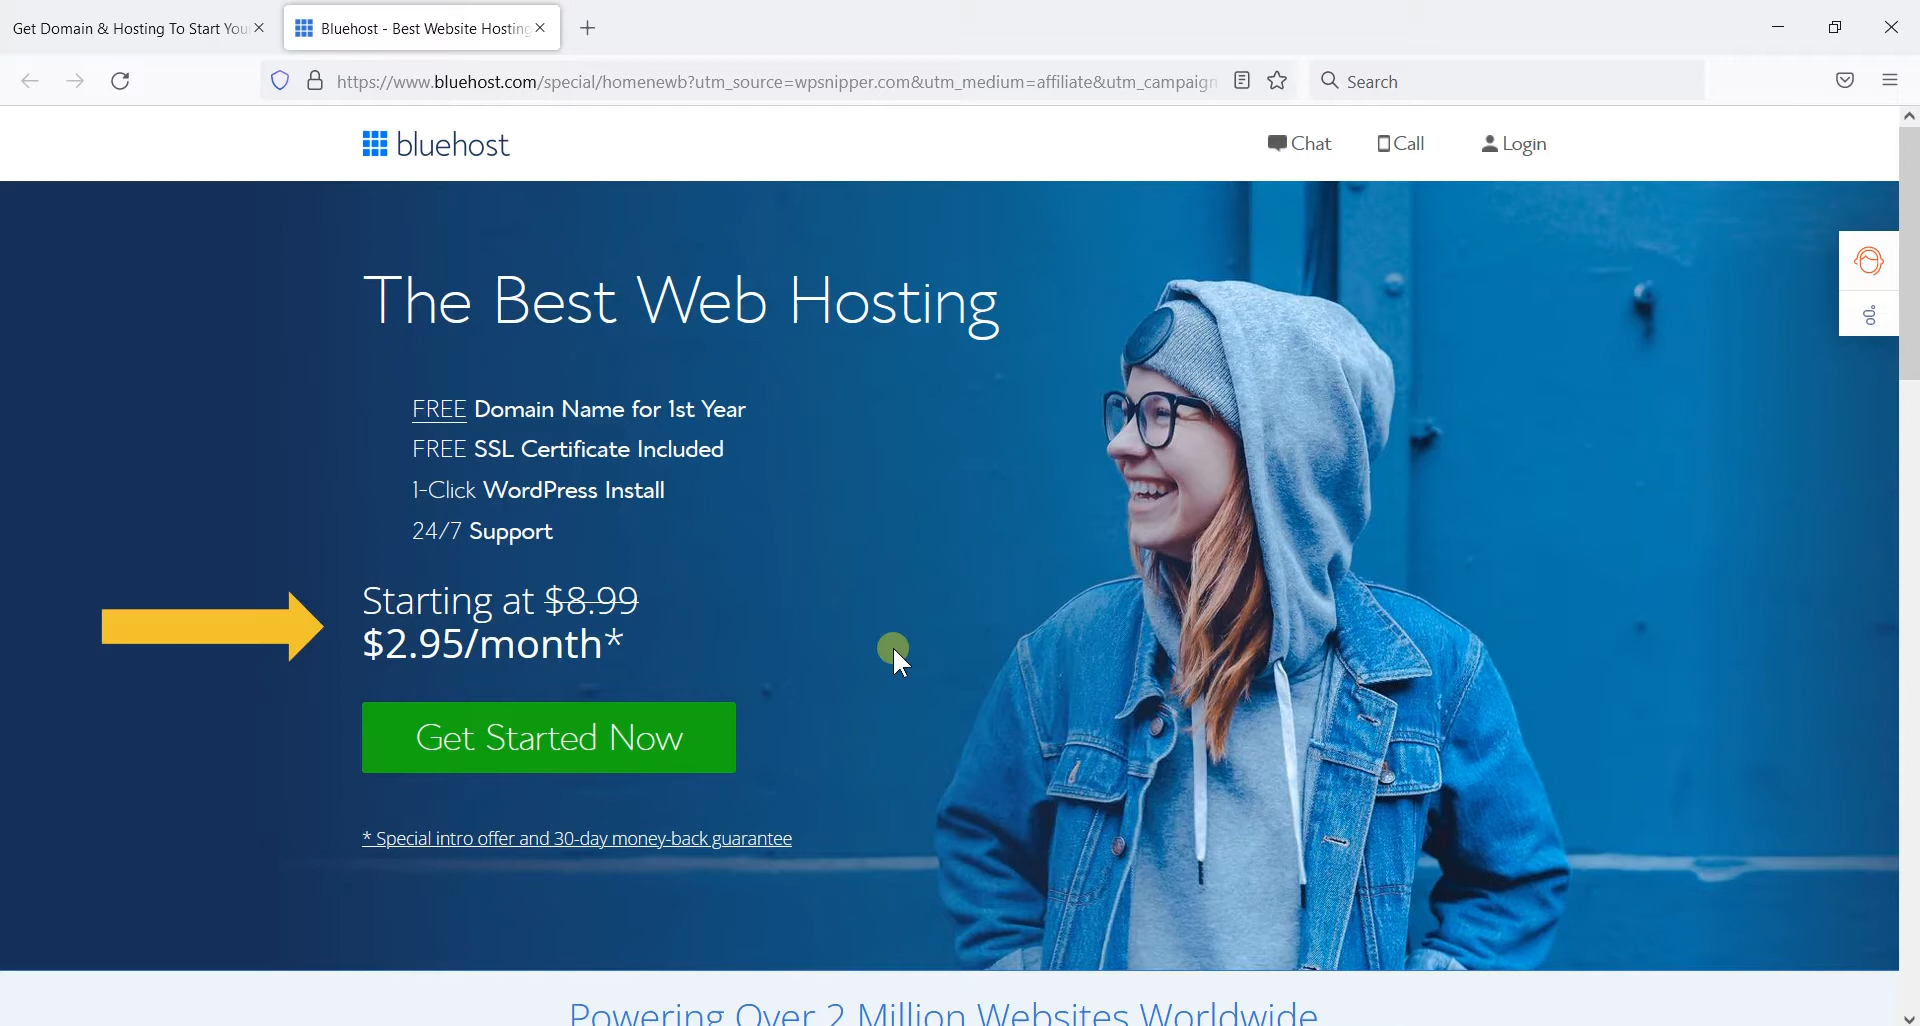 Get Domain & Hosting To Start You
Bluehost - Best Website Hosting
https://www.bluehost.com/special/homenewb?utm_source=wpsnipper.com&utm_medium=affiliate&utm_campaign
Search
bluehost
Chat
Call
Login
The Best Web Hosting
FREE Domain Name for 1st Year
FREE SSL Certificate Included
1-Click WordPress Install
24/7 Support
Starting at $8.99
$2.95/month*
Get Started Now
* Special intro offer and 30-day money-back guarantee
Powering Over 2 Million Websites Worldwide